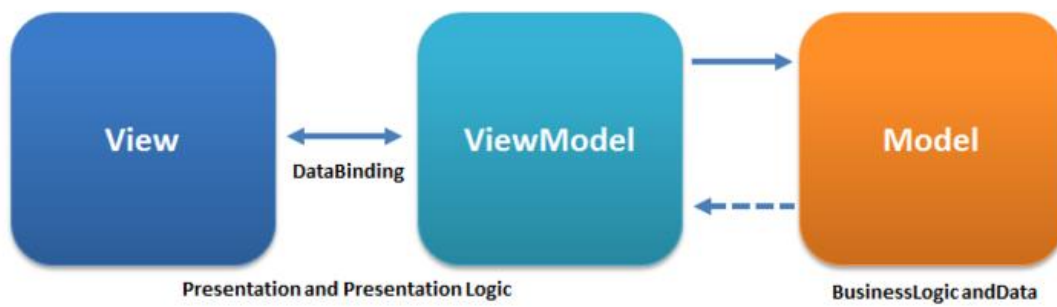 View
ViewModel
Model
DataBinding
Presentation and Presentation Logic
BusinessLogic andData